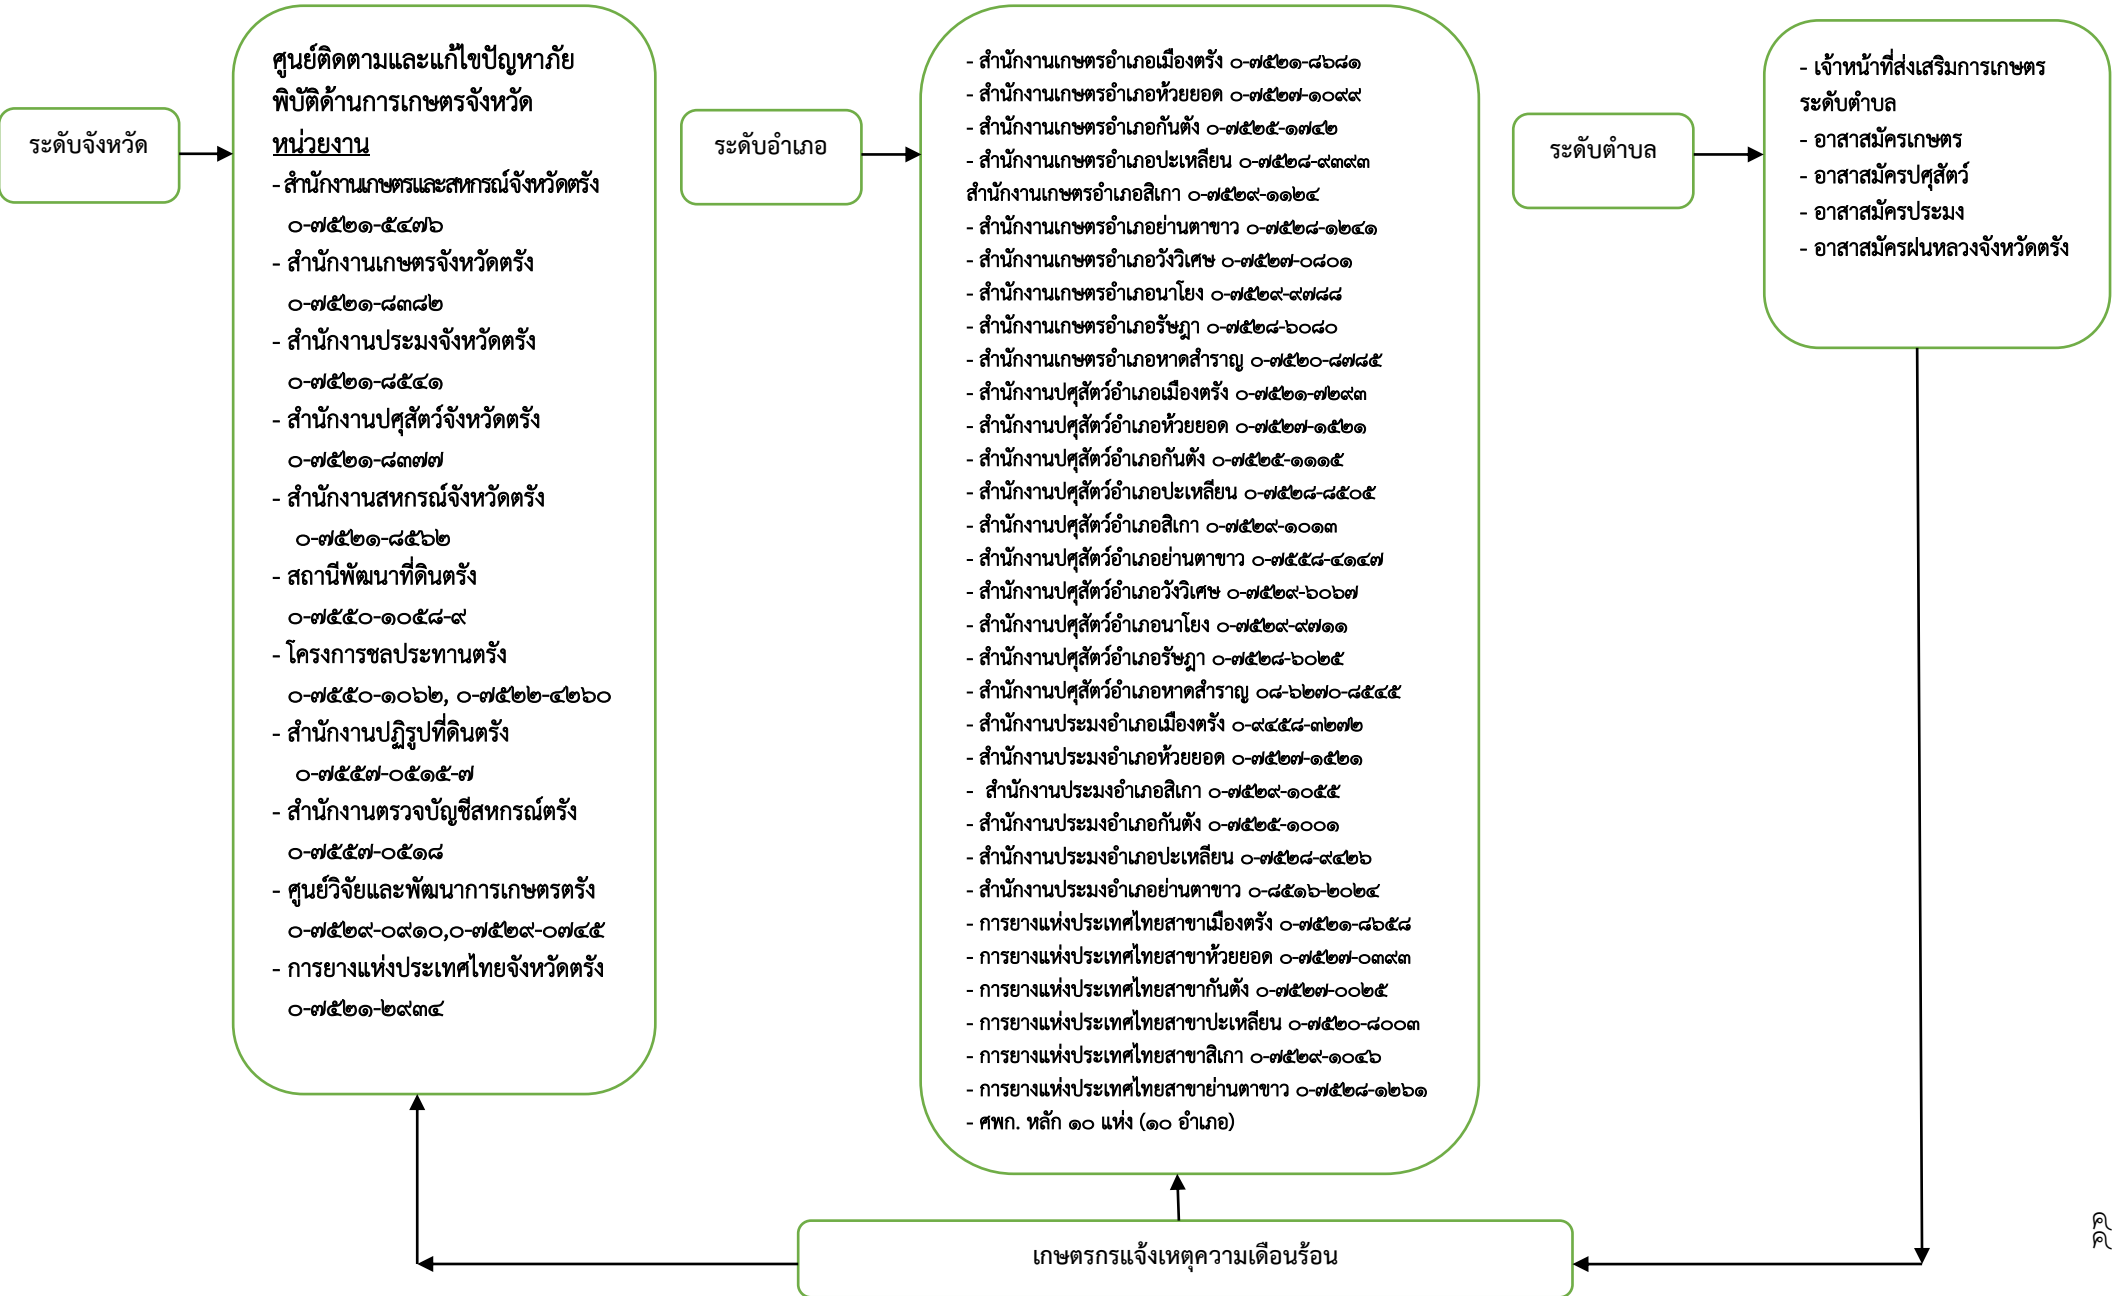 ระดับจังหวัด
ศูนย์ติดตามและแก้ไขปัญหาภัย
พิบัติด้านการเกษตรจังหวัด
หน่วยงาน
- สำนักงานเกษตรและสหกรณ์จังหวัดตรัง
๐-๗๕๒๑-๕๔๗๖
- สำนักงานเกษตรจังหวัดตรัง
๐-๗๕๒๑-๘๓๘๒
- สำนักงานประมงจังหวัดตรัง
๐-๗๕๒๑-๘๕๔๑
- สำนักงานปศุสัตว์จังหวัดตรัง
๐-๗๕๒๑-๘๓๗๗
- สำนักงานสหกรณ์จังหวัดตรัง
๐-๗๕๒๑-๘๕๖๒
- สถานีพัฒนาที่ดินตรัง
๐-๗๕๕๐-๑๐๕๘-๙
- โครงการชลประทานตรัง
๐-๗๕๕๐-๑๐๖๒, ๐-๗๕๒๒-๔๒๖๐
- สำนักงานปฏิรูปที่ดินตรัง
๐-๗๕๕๗-๐๕๑๕-๗
- สำนักงานตรวจบัญชีสหกรณ์ตรัง
๐-๗๕๕๗-๐๕๑๘
- ศูนย์วิจัยและพัฒนาการเกษตรตรัง
๐-๗๕๒๙-๐๙๑๐,๐-๗๕๒๙-๐๗๔๕
- การยางแห่งประเทศไทยจังหวัดตรัง
๐-๗๕๒๑-๒๙๓๔
ระดับอำเภอ
- สำนักงานเกษตรอำเภอเมืองตรัง ๐-๗๕๒๑-๘๖๘๑
- สำนักงานเกษตรอำเภอห้วยยอด ๐-๗๕๒๗-๑๐๙๙
- สำนักงานเกษตรอำเภอกันตัง ๐-๗๕๒๕-๑๗๔๒
- สำนักงานเกษตรอำเภอปะเหลียน ๐-๗๕๒๘-๙๓๙๓
สำนักงานเกษตรอำเภอสิเกา ๐-๗๕๒๙-๑๑๒๔
- สำนักงานเกษตรอำเภอย่านตาขาว ๐-๗๕๒๘-๑๒๔๑
- สำนักงานเกษตรอำเภอวังวิเศษ ๐-๗๕๒๗-๐๘๐๑
- สำนักงานเกษตรอำเภอนาโยง ๐-๗๕๒๙-๙๗๘๘
- สำนักงานเกษตรอำเภอรัษฎา ๐-๗๕๒๘-๖๐๘๐
- สำนักงานเกษตรอำเภอหาดสำราญ ๐-๗๕๒๐-๘๗๘๕
- สำนักงานปศุสัตว์อำเภอเมืองตรัง ๐-๗๕๒๑-๗๒๙๓
- สำนักงานปศุสัตว์อำเภอห้วยยอด ๐-๗๕๒๗-๑๕๒๑
- สำนักงานปศุสัตว์อำเภอกันตัง ๐-๗๕๒๕-๑๑๑๕
- สำนักงานปศุสัตว์อำเภอปะเหลียน ๐-๗๕๒๘-๘๕๐๕
- สำนักงานปศุสัตว์อำเภอสิเกา ๐-๗๕๒๙-๑๐๑๓
- สำนักงานปศุสัตว์อำเภอย่านตาขาว ๐-๗๕๕๘-๔๑๔๗
- สำนักงานปศุสัตว์อำเภอวังวิเศษ ๐-๗๕๒๙-๖๐๖๗
- สำนักงานปศุสัตว์อำเภอนาโยง ๐-๗๕๒๙-๙๗๑๑
- สำนักงานปศุสัตว์อำเภอรัษฎา ๐-๗๕๒๘-๖๐๒๕
- สำนักงานปศุสัตว์อำเภอหาดสำราญ ๐๘-๖๒๗๐-๘๕๔๕
- สำนักงานประมงอำเภอเมืองตรัง ๐-๙๔๕๘-๓๒๗๒
- สำนักงานประมงอำเภอห้วยยอด ๐-๗๕๒๗-๑๕๒๑
- สำนักงานประมงอำเภอสิเกา ๐-๗๕๒๙-๑๐๕๕
- สำนักงานประมงอำเภอกันตัง ๐-๗๕๒๕-๑๐๐๑
- สำนักงานประมงอำเภอปะเหลียน ๐-๗๕๒๘-๙๔๒๖
- สำนักงานประมงอำเภอย่านตาขาว ๐-๘๕๑๖-๒๐๒๔
- การยางแห่งประเทศไทยสาขาเมืองตรัง ๐-๗๕๒๑-๘๖๕๘
- การยางแห่งประเทศไทยสาขาห้วยยอด ๐-๗๕๒๗-๐๓๙๓
- การยางแห่งประเทศไทยสาขากันตัง ๐-๗๕๒๗-๐๐๒๕
- การยางแห่งประเทศไทยสาขาปะเหลียน ๐-๗๕๒๐-๘๐๐๓
- การยางแห่งประเทศไทยสาขาสิเกา ๐-๗๕๒๙-๑๐๔๖
- การยางแห่งประเทศไทยสาขาย่านตาขาว ๐-๗๕๒๘-๑๒๖๑
- ศพก. หลัก ๑๐ แห่ง (๑๐ อำเภอ)
ระดับตำบล
- เจ้าหน้าที่ส่งเสริมการเกษตร
ระดับตำบล
- อาสาสมัครเกษตร
- อาสาสมัครปศุสัตว์
- อาสาสมัครประมง
- อาสาสมัครฝนหลวงจังหวัดตรัง
เกษตรกรแจ้งเหตุความเดือนร้อน